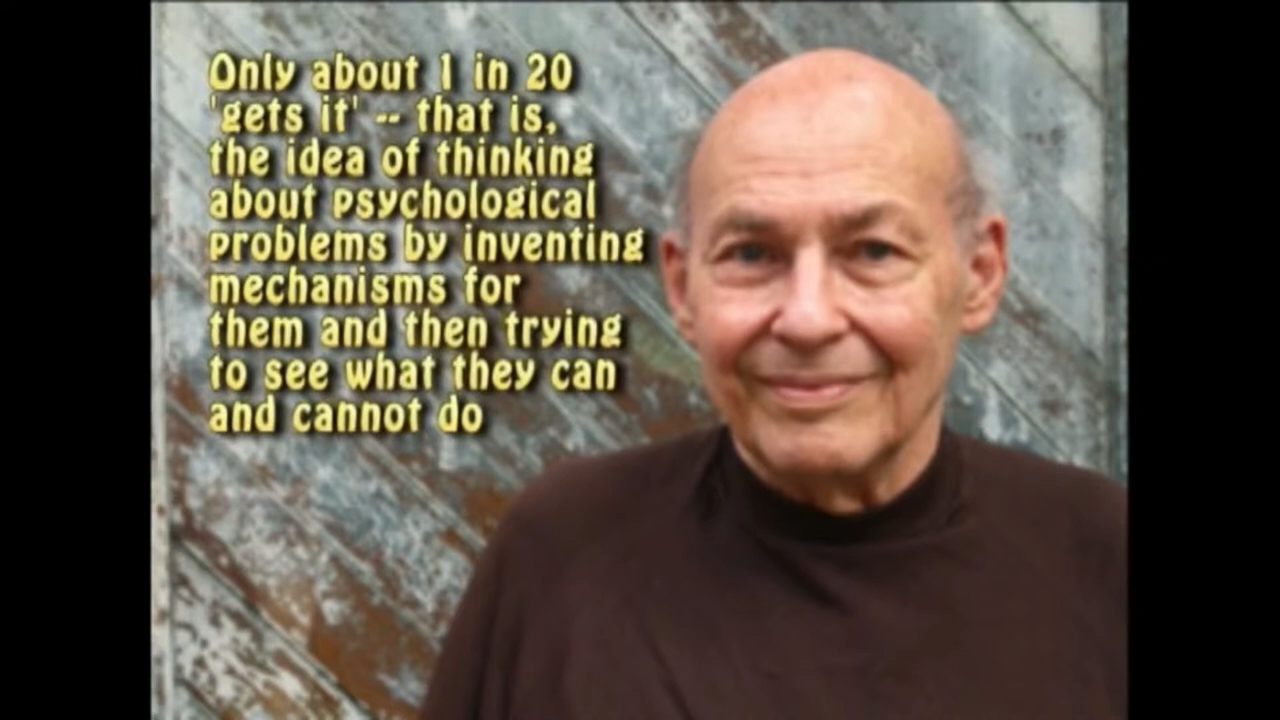 Only about 1 in 20
'gets it' -- that is,
the idea of thinking
about psychological
problems by inventing
mechanisms for
them and then trying
to see what they can
and cannot do